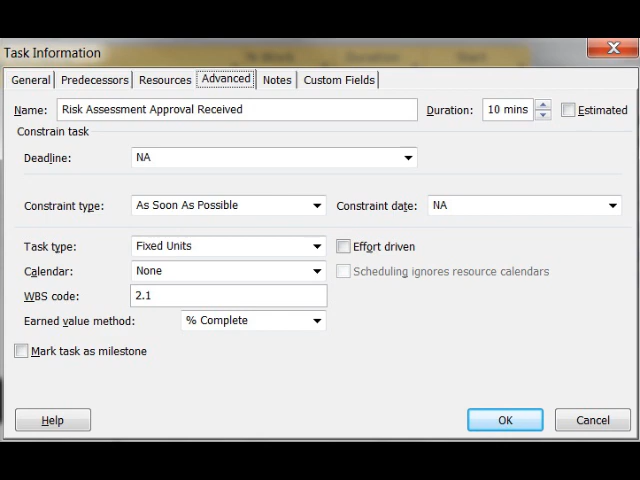 % Work Duration Start
Task Information
General Predecessors Resources Advanced Notes Custom Fields
Name: Risk Assessment Approval Received Duration: 10 mins Estimated
Constrain task
Deadline: NA
Constraint type: As Soon As Possible Constraint date: NA
Task type: Fixed Units Effort driven
Calendar: None Scheduling ignores resource calendars
WBS code: 2.1
Earned value method: % Complete
Mark task as milestone
Help OK Cancel